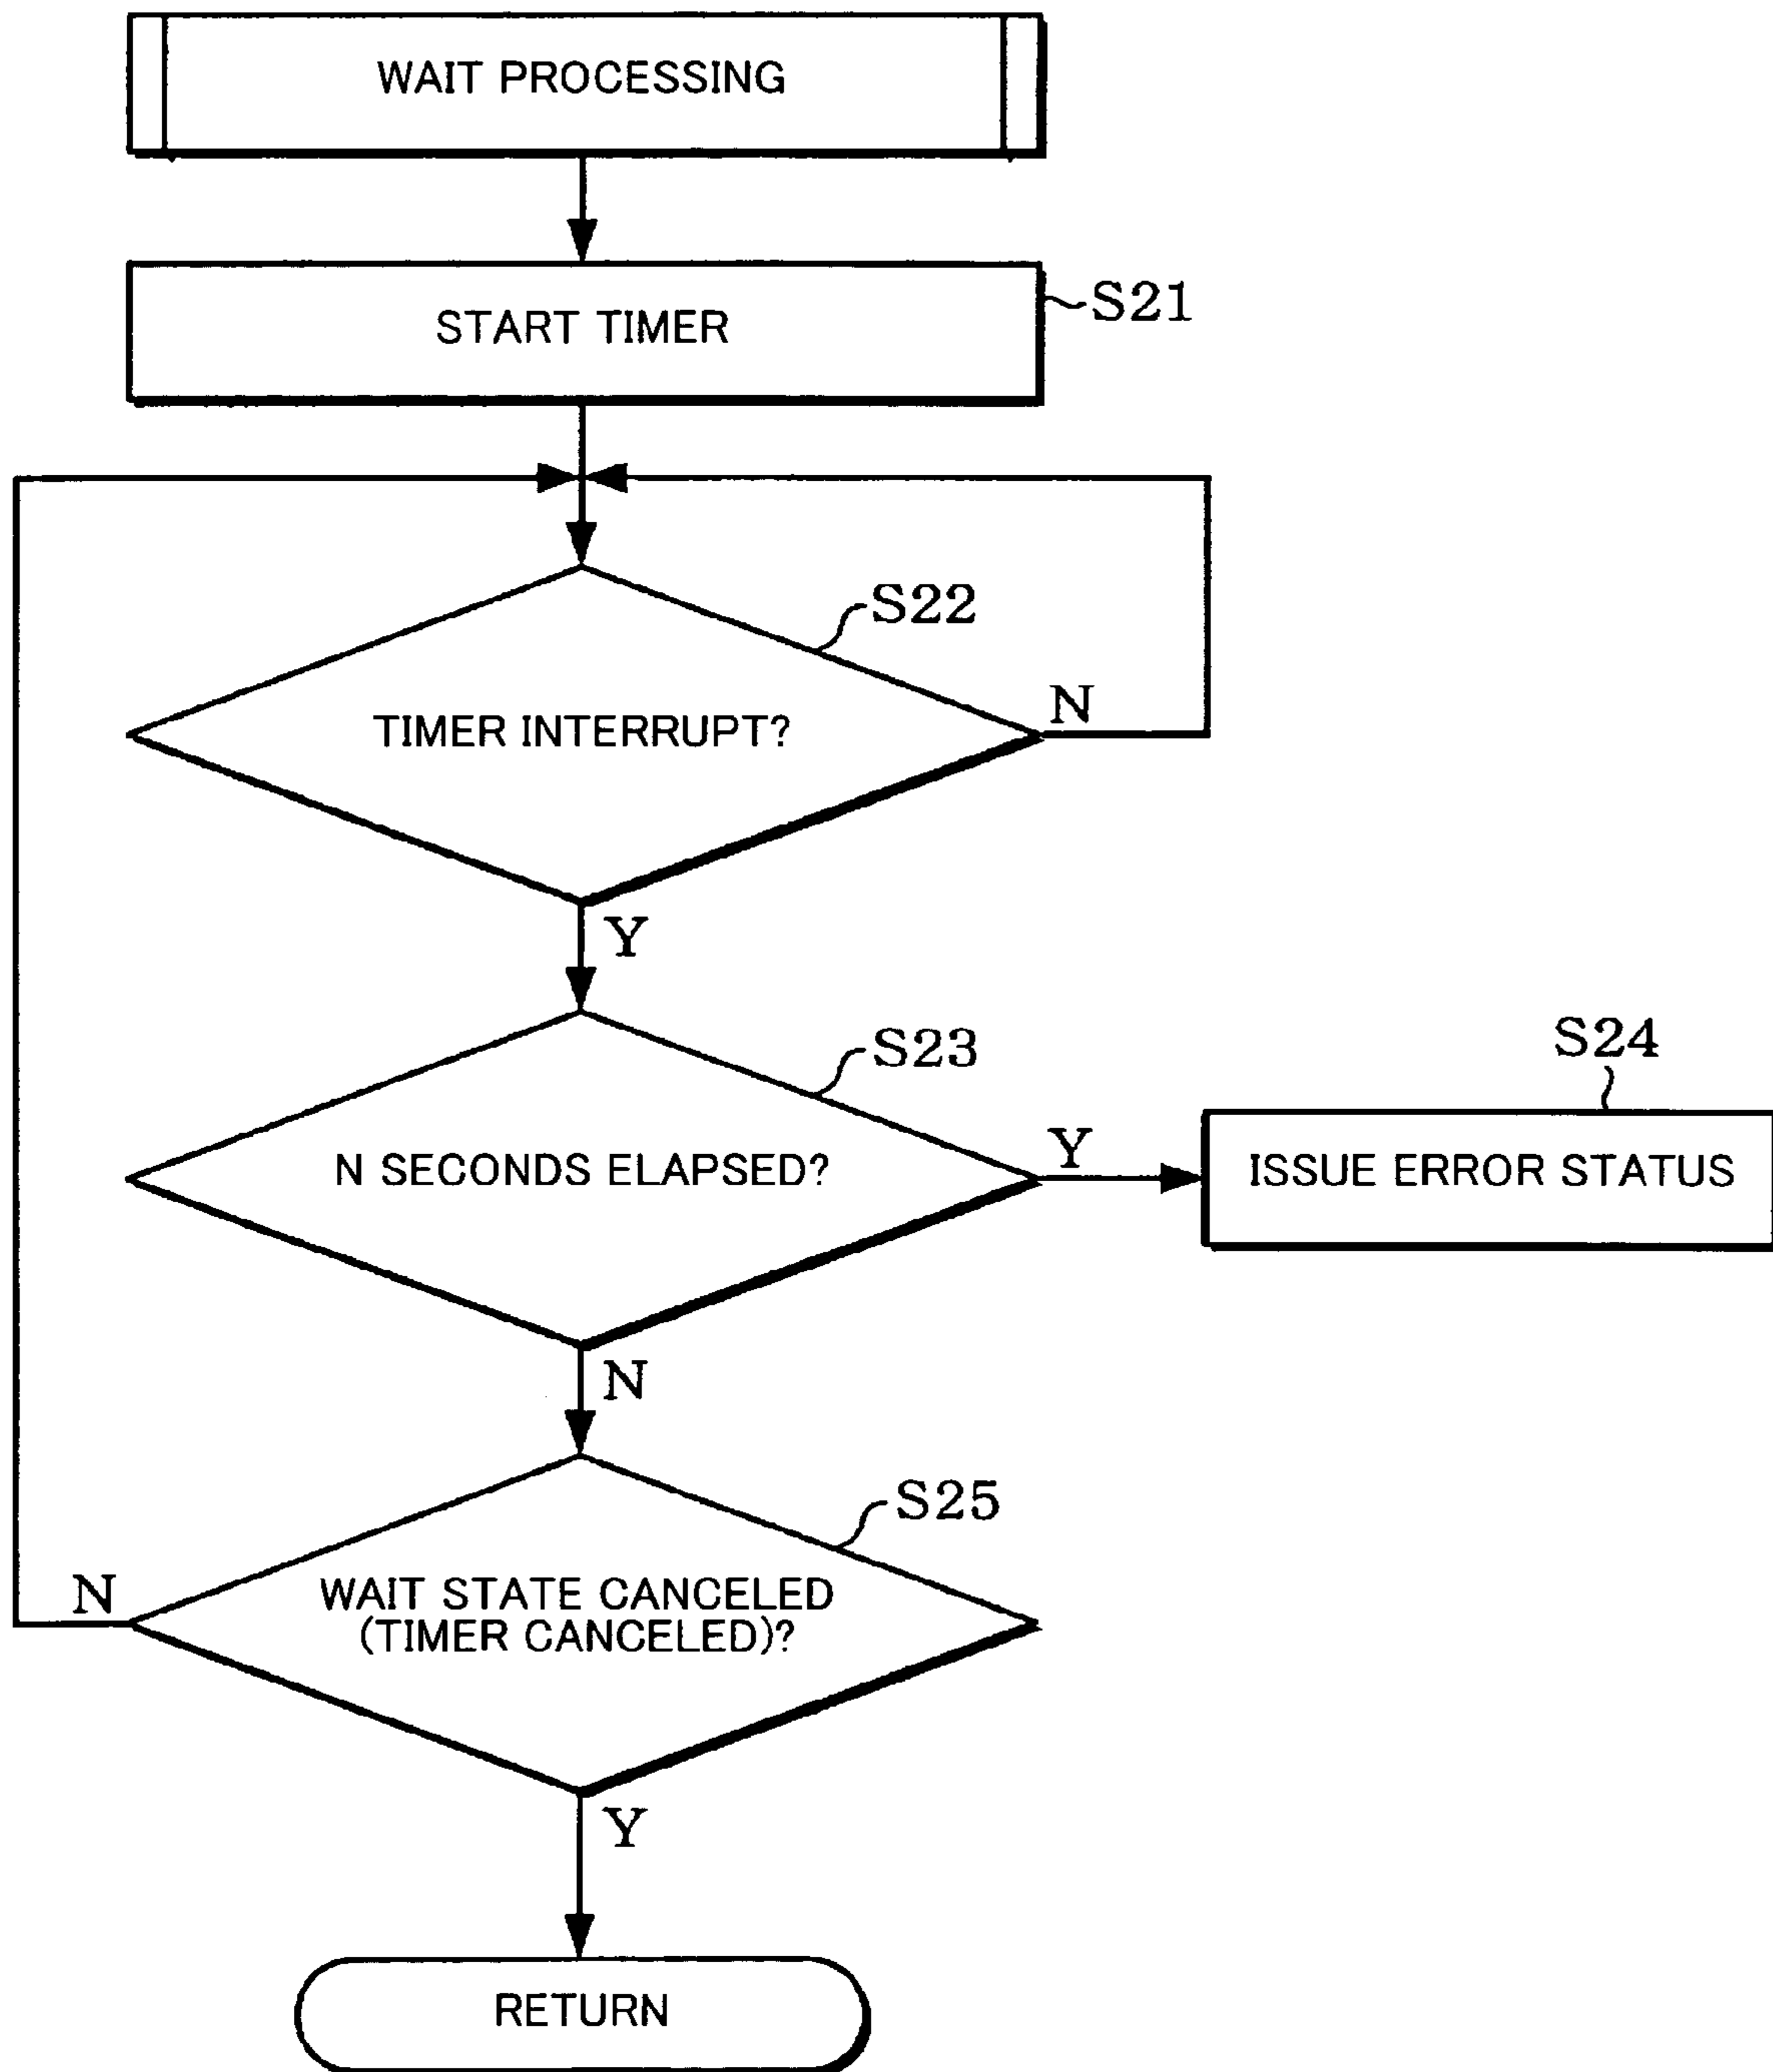 WAIT PROCESSING
START TIMER
S21
S22
TIMER INTERRUPT?
N
Y
S23
S24
N SECONDS ELAPSED?
Y
ISSUE ERROR STATUS
N
S25
WAIT STATE CANCELED
(TIMER CANCELED)?
N
Y
RETURN